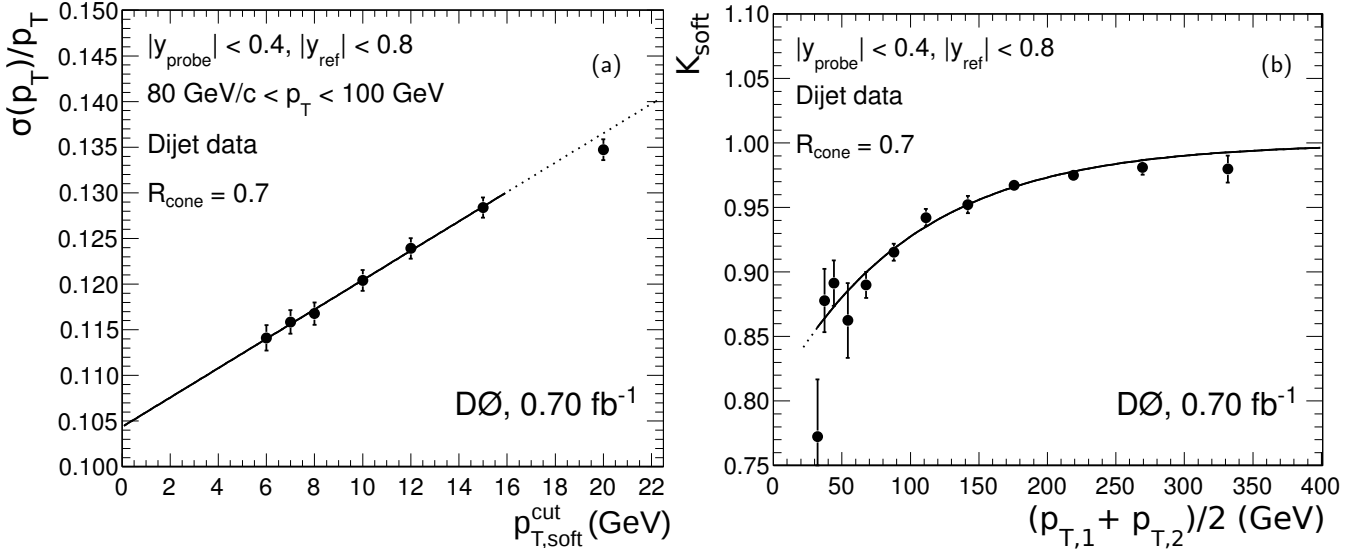 σ(p_T)/p_T
0.150
0.145
0.140
0.135
0.130
0.125
0.120
0.115
0.110
0.105
0.100
|y_probe| < 0.4, |y_ref| < 0.8
(a)
80 GeV/c < p_T < 100 GeV
Dijet data
R_cone = 0.7
DØ, 0.70 fb^-1
0 2 4 6 8 10 12 14 16 18 20 22
p_T,soft^cut (GeV)
K_soft
1.10
1.05
1.00
0.95
0.90
0.85
0.80
0.75
|y_probe| < 0.4, |y_ref| < 0.8
(b)
Dijet data
R_cone = 0.7
DØ, 0.70 fb^-1
0 50 100 150 200 250 300 350 400
(p_T,1 + p_T,2)/2 (GeV)